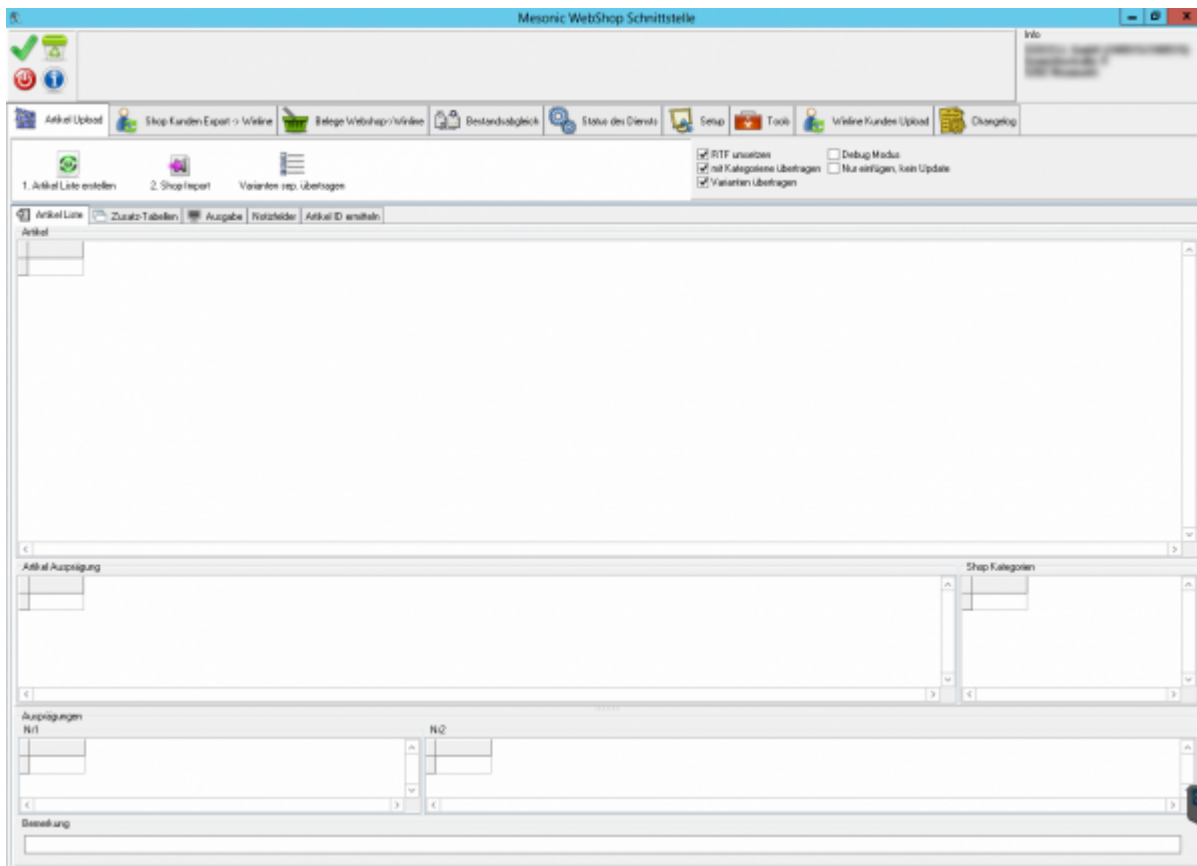 Mesonic WebShop Schnittstelle
Info
Artikel Upload
Shop Kunden Export -> Winline
Belege Webshop->Winline
Bestandsabgleich
Status des Diensts
Setup
Tools
Winline Kunden Upload
Changelog
1. Artikel Liste erstellen
2. Shop Import
Varianten sep. übertragen
RTF umsetzen
mit Kategoriene übertragen
Varianten übertragen
Debug Modus
Nur einfügen, kein Update
Artikel Liste
Zusatz-Tabellen
Ausgabe
Notizfelder
Artikel ID ermitteln
Artikel
Artikel Ausprägung
Shop Kategorien
Ausprägungen
Nr1
Nr2
Bemerkung